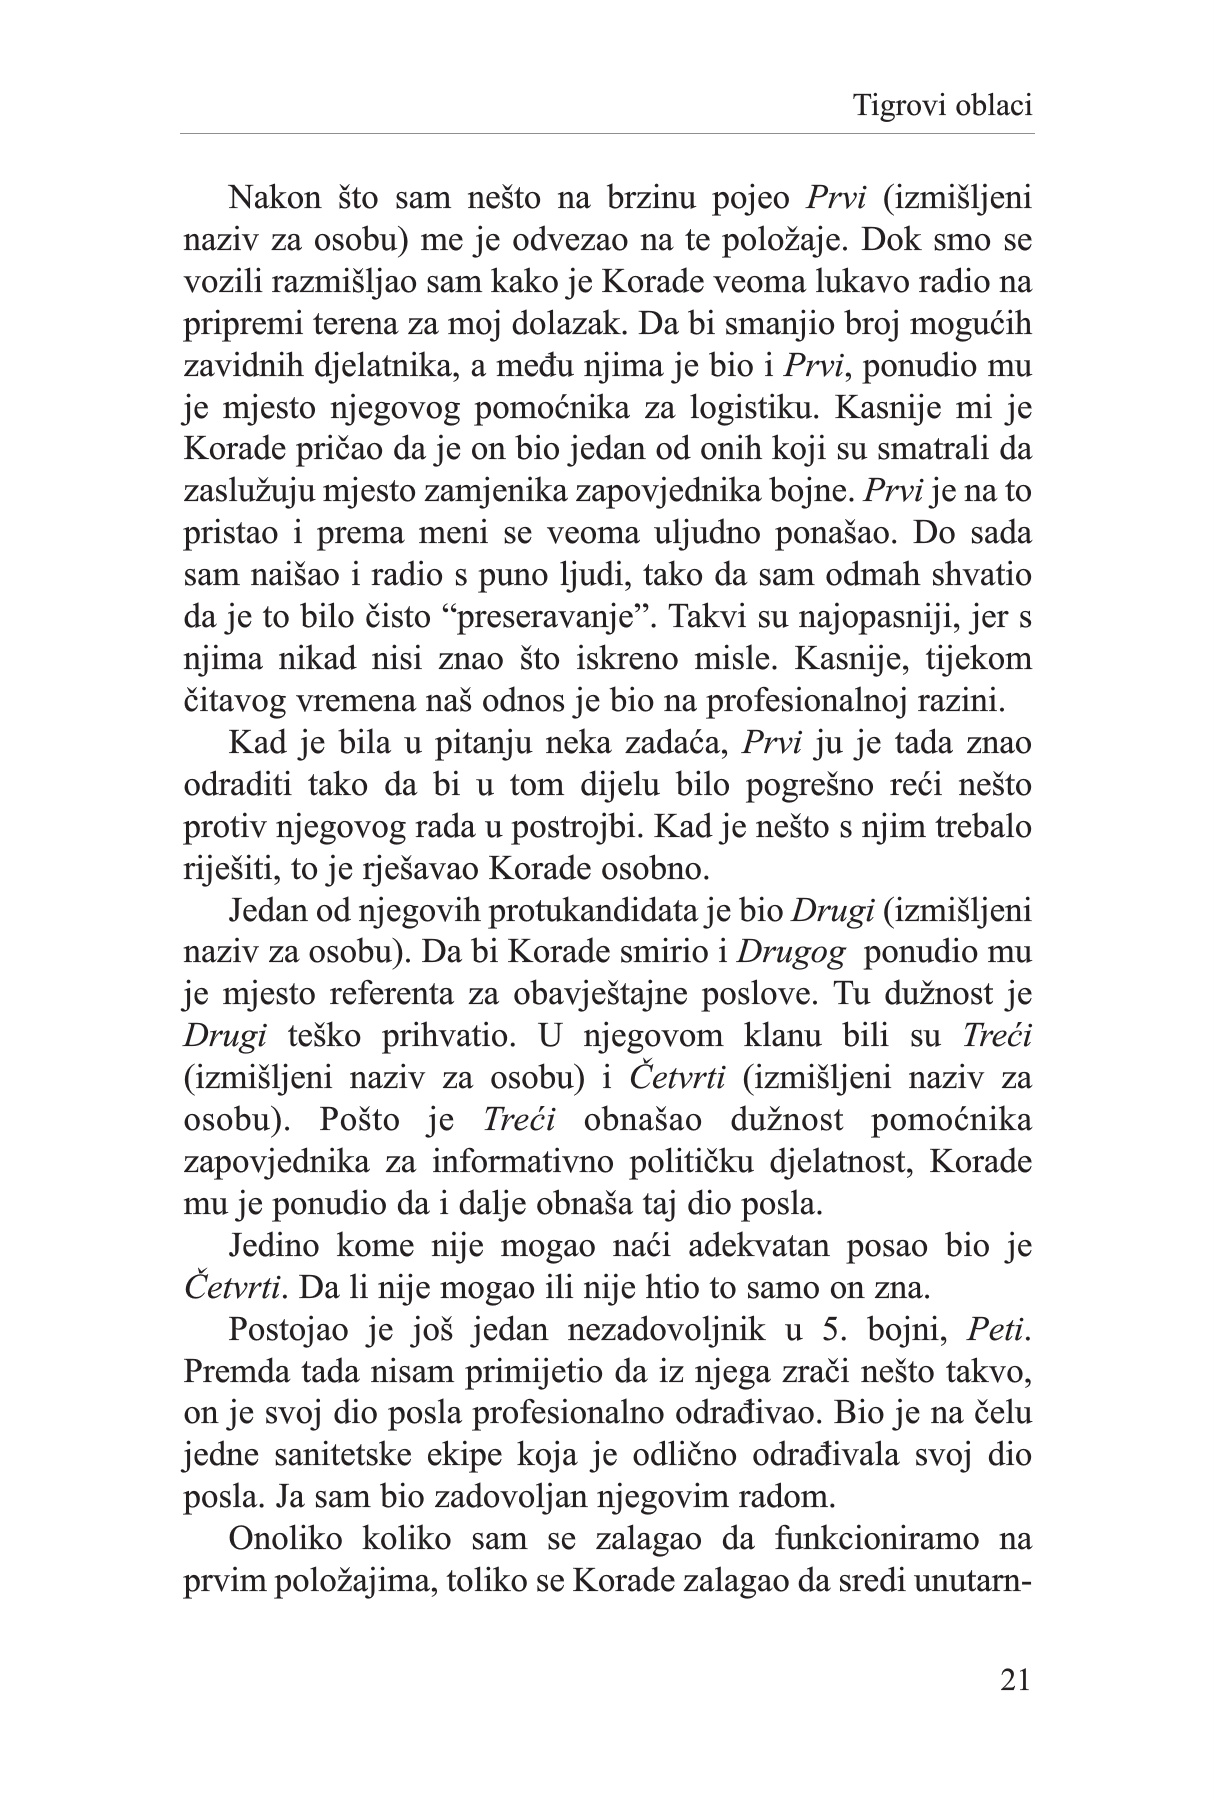 Tigrovi oblaci
Nakon što sam nešto na brzinu pojeo Prvi (izmišljeni
naziv za osobu) me je odvezao na te položaje. Dok smo se
vozili razmišljao sam kako je Korade veoma lukavo radio na
pripremi terena za moj dolazak. Da bi smanjio broj mogućih
zavidnih djelatnika, a među njima je bio i Prvi, ponudio mu
je mjesto njegovog pomoćnika za logistiku. Kasnije mi je
Korade pričao da je on bio jedan od onih koji su smatrali da
zaslužuju mjesto zamjenika zapovjednika bojne. Prvi je na to
pristao i prema meni se veoma uljudno ponašao. Do sada
sam naišao i radio s puno ljudi, tako da sam odmah shvatio
da je to bilo čisto “preseravanje”. Takvi su najopasniji, jer s
njima nikad nisi znao što iskreno misle. Kasnije, tijekom
čitavog vremena naš odnos je bio na profesionalnoj razini.
Kad je bila u pitanju neka zadaća, Prvi ju je tada znao
odraditi tako da bi u tom dijelu bilo pogrešno reći nešto
protiv njegovog rada u postrojbi. Kad je nešto s njim trebalo
riješiti, to je rješavao Korade osobno.
Jedan od njegovih protukandidata je bio Drugi (izmišljeni
naziv za osobu). Da bi Korade smirio i Drugog  ponudio mu
je mjesto referenta za obavještajne poslove. Tu dužnost je
Drugi teško prihvatio. U njegovom klanu bili su Treći
(izmišljeni naziv za osobu) i Četvrti (izmišljeni naziv za
osobu). Pošto je Treći obnašao dužnost pomoćnika
zapovjednika za informativno političku djelatnost, Korade
mu je ponudio da i dalje obnaša taj dio posla.
Jedino kome nije mogao naći adekvatan posao bio je
Četvrti. Da li nije mogao ili nije htio to samo on zna.
Postojao je još jedan nezadovoljnik u 5. bojni, Peti.
Premda tada nisam primijetio da iz njega zrači nešto takvo,
on je svoj dio posla profesionalno odrađivao. Bio je na čelu
jedne sanitetske ekipe koja je odlično odrađivala svoj dio
posla. Ja sam bio zadovoljan njegovim radom.
Onoliko koliko sam se zalagao da funkcioniramo na
prvim položajima, toliko se Korade zalagao da sredi unutarn-
21